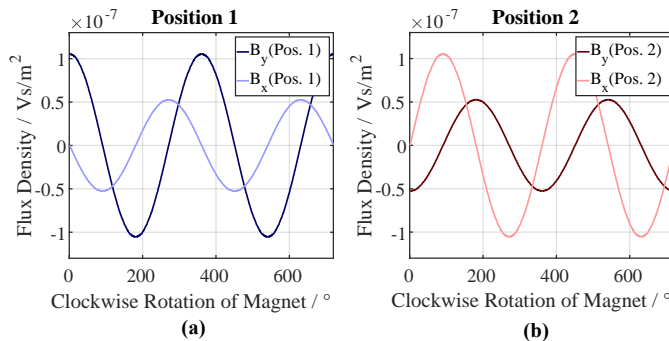 Position 1
×10⁻⁷
B_y(Pos. 1)
B_x(Pos. 1)
1
0.5
0
-0.5
-1
Flux Density / Vs/m²
0 200 400 600
Clockwise Rotation of Magnet / °
(a)
Position 2
×10⁻⁷
B_y(Pos. 2)
B_x(Pos. 2)
1
0.5
0
-0.5
-1
Flux Density / Vs/m²
0 200 400 600
Clockwise Rotation of Magnet / °
(b)